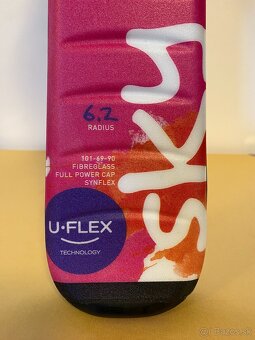 sky
6.2
RADIUS
101-69-90
FIBREGLASS
FULL POWER CAP
SYNFLEX
U•FLEX
TECHNOLOGY